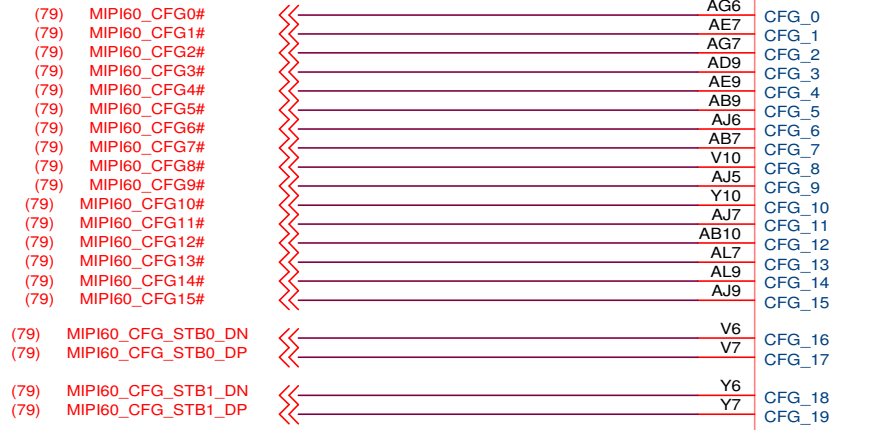 (79) MIPI60_CFG0# AG6 CFG_0
(79) MIPI60_CFG1# AE7 CFG_1
(79) MIPI60_CFG2# AG7 CFG_2
(79) MIPI60_CFG3# AD9 CFG_3
(79) MIPI60_CFG4# AE9 CFG_4
(79) MIPI60_CFG5# AB9 CFG_5
(79) MIPI60_CFG6# AJ6 CFG_6
(79) MIPI60_CFG7# AB7 CFG_7
(79) MIPI60_CFG8# V10 CFG_8
(79) MIPI60_CFG9# AJ5 CFG_9
(79) MIPI60_CFG10# Y10 CFG_10
(79) MIPI60_CFG11# AJ7 CFG_11
(79) MIPI60_CFG12# AB10 CFG_12
(79) MIPI60_CFG13# AL7 CFG_13
(79) MIPI60_CFG14# AL9 CFG_14
(79) MIPI60_CFG15# AJ9 CFG_15
(79) MIPI60_CFG_STB0_DN V6 CFG_16
(79) MIPI60_CFG_STB0_DP V7 CFG_17
(79) MIPI60_CFG_STB1_DN Y6 CFG_18
(79) MIPI60_CFG_STB1_DP Y7 CFG_19